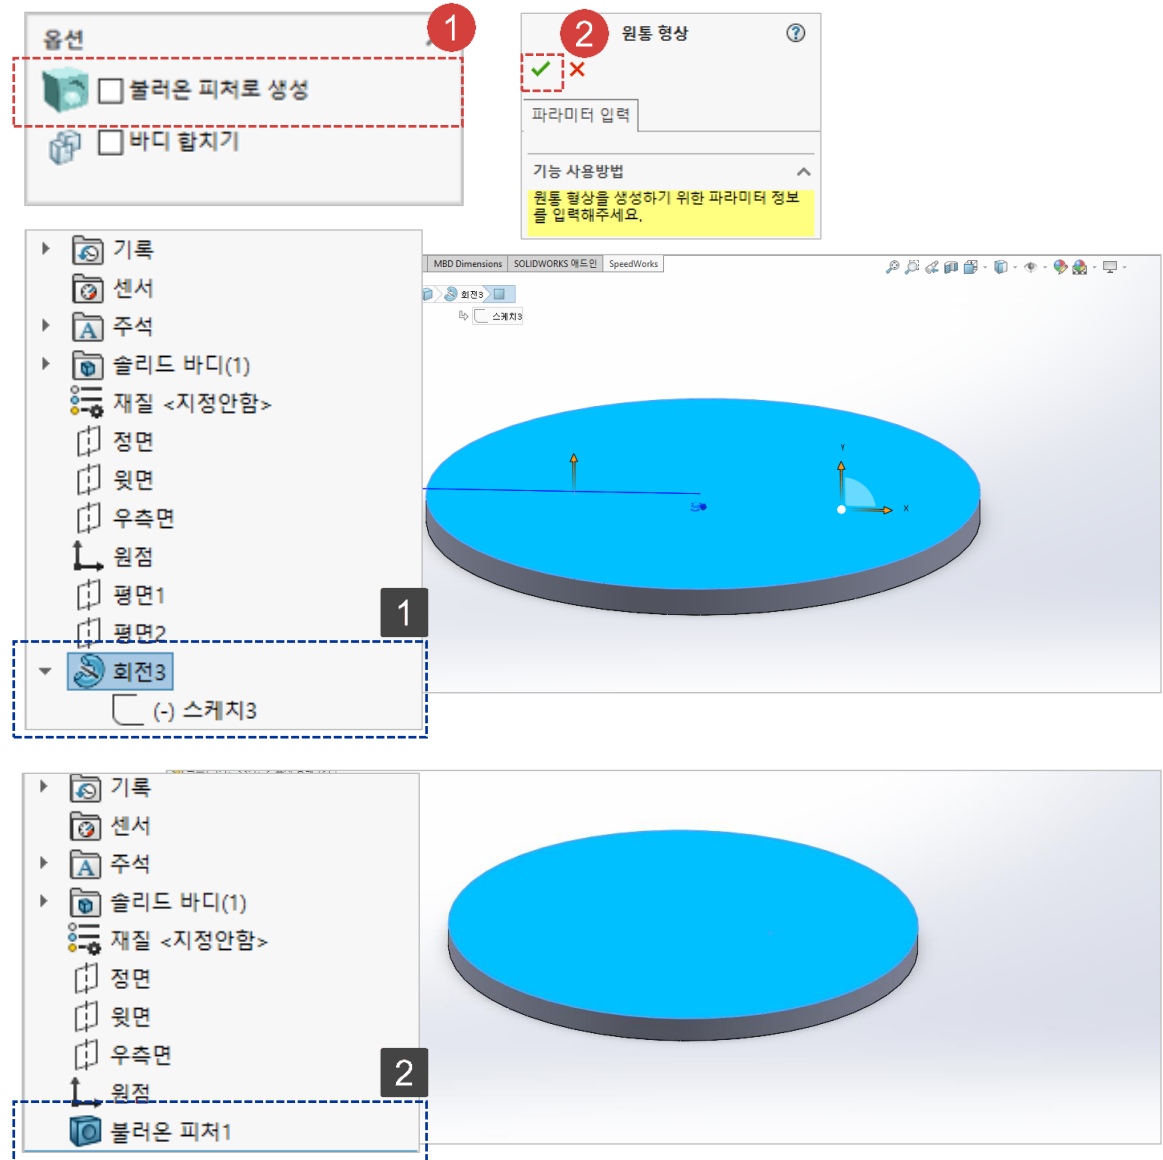 옵션
1
불러온 피처로 생성
바디 합치기
2
원통 형상
?
파라미터 입력
기능 사용방법
원통 형상을 생성하기 위한 파라미터 정보
를 입력해주세요.
기록
센서
주석
솔리드 바디(1)
재질 <지정안함>
정면
윗면
우측면
원점
평면1
평면2
회전3
(-) 스케치3
1
MBD Dimensions
SOLIDWORKS 애드인
SpeedWorks
회전3
스케치3
Y
X
기록
센서
주석
솔리드 바디(1)
재질 <지정안함>
정면
윗면
우측면
원점
불러온 피처1
2